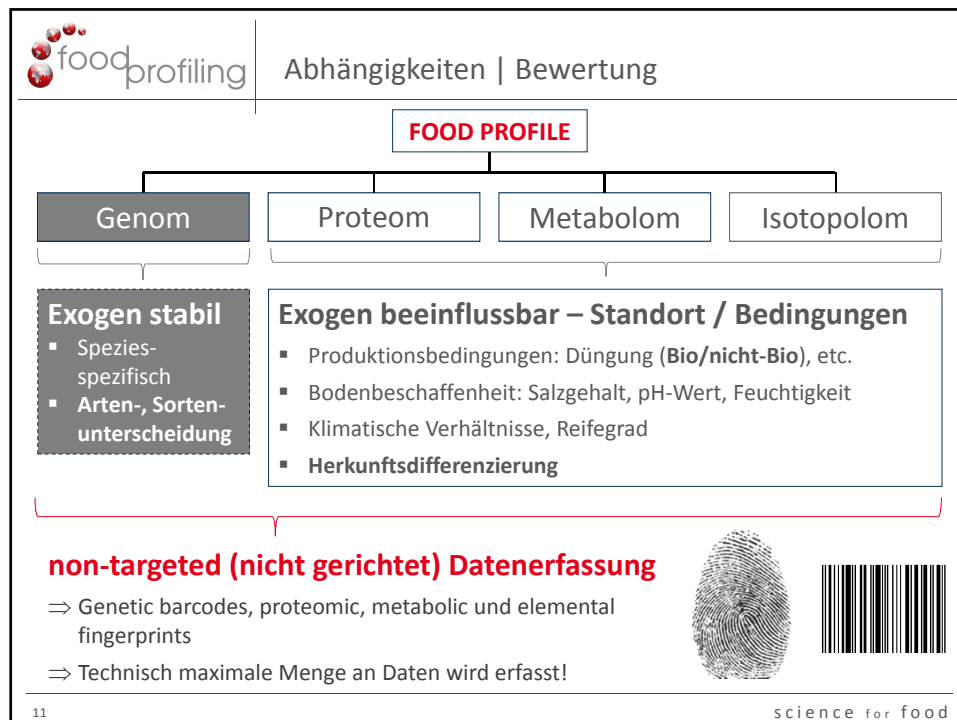 foodprofiling
Abhängigkeiten | Bewertung
FOOD PROFILE
Genom
Proteom
Metabolom
Isotopolom
Exogen stabil
▪ Spezies-
spezifisch
▪ Arten-, Sorten-
unterscheidung
Exogen beeinflussbar – Standort / Bedingungen
▪ Produktionsbedingungen: Düngung (Bio/nicht-Bio), etc.
▪ Bodenbeschaffenheit: Salzgehalt, pH-Wert, Feuchtigkeit
▪ Klimatische Verhältnisse, Reifegrad
▪ Herkunftsdifferenzierung
non-targeted (nicht gerichtet) Datenerfassung
⇒ Genetic barcodes, proteomic, metabolic und elemental
fingerprints
⇒ Technisch maximale Menge an Daten wird erfasst!
11
science for food